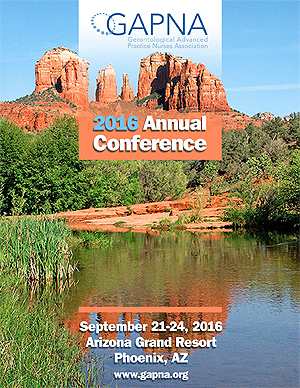 GAPNA
Gerontological Advanced
Practice Nurses Association
2016 Annual
Conference
September 21-24, 2016
Arizona Grand Resort
Phoenix, AZ
www.gapna.org